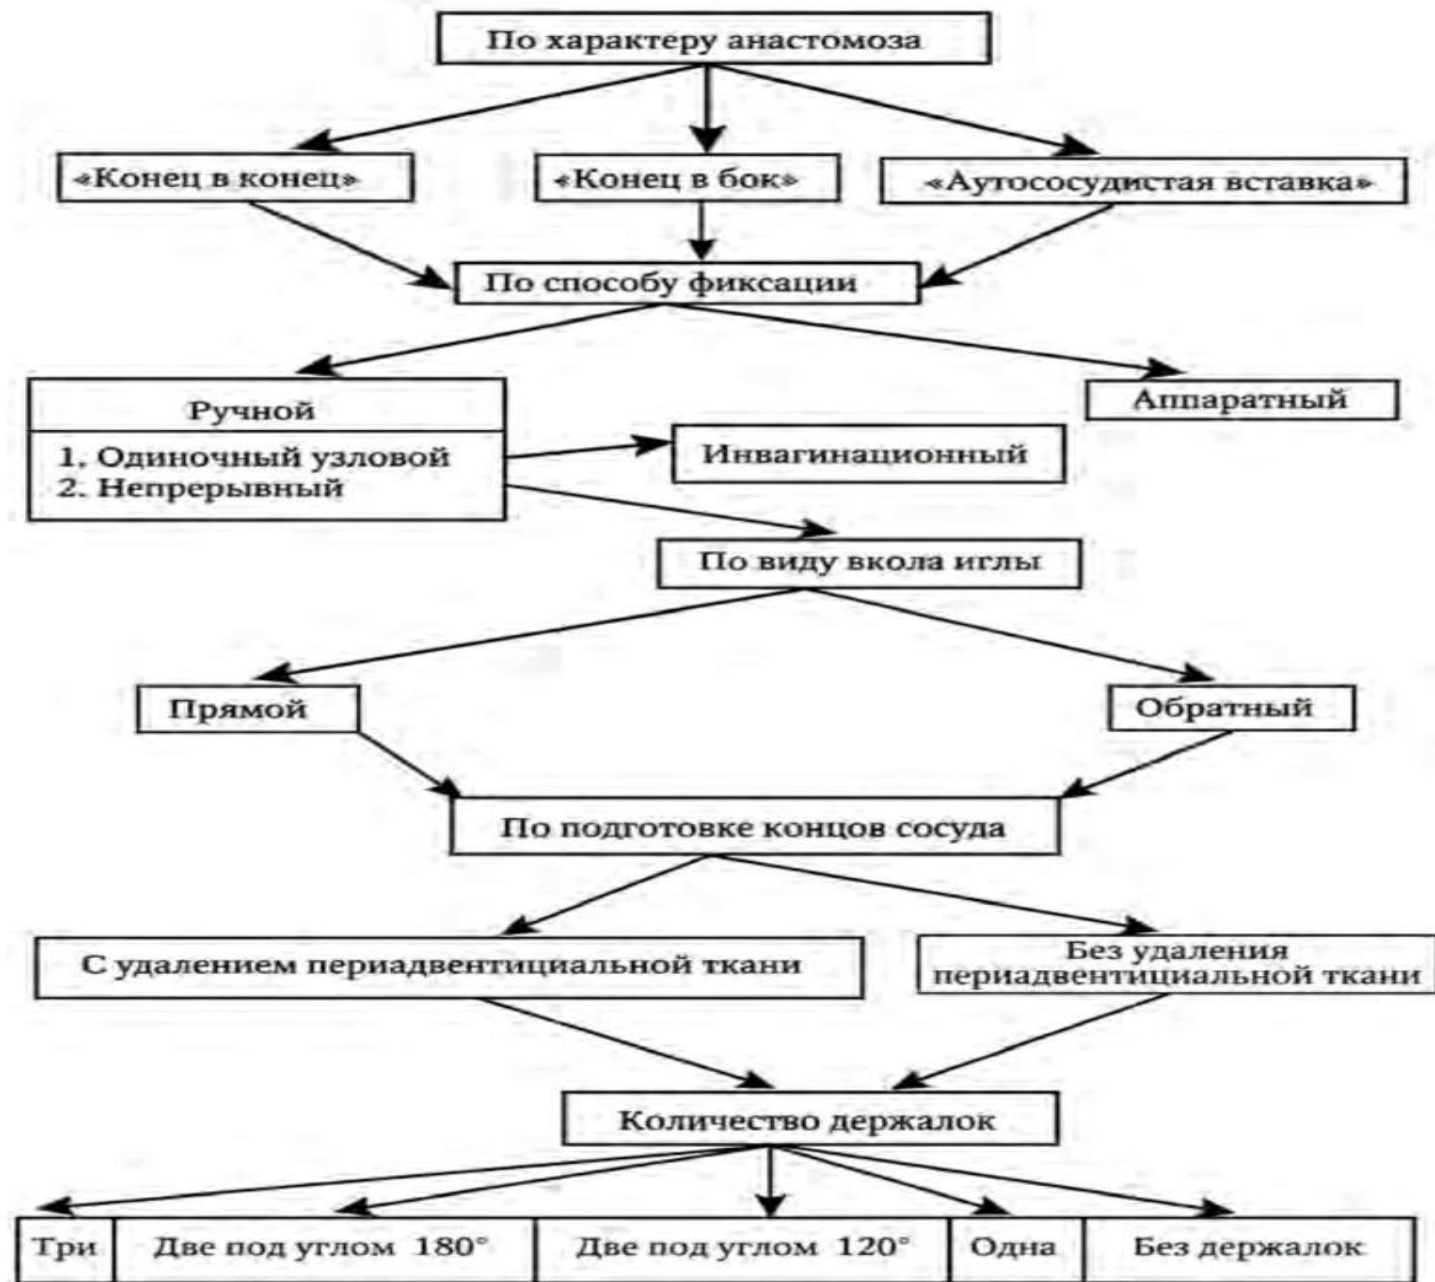 По характеру анастомоза
«Конец в конец»
«Конец в бок»
«Аутососудистая вставка»
По способу фиксации
Ручной
1. Одиночный узловой
2. Непрерывный
Аппаратный
Инвагинационный
По виду вкола иглы
Прямой
Обратный
По подготовке концов сосуда
С удалением периадвентициальной ткани
Без удаления
периадвентициальной ткани
Количество держалок
Три
Две под углом 180°
Две под углом 120°
Одна
Без держалок